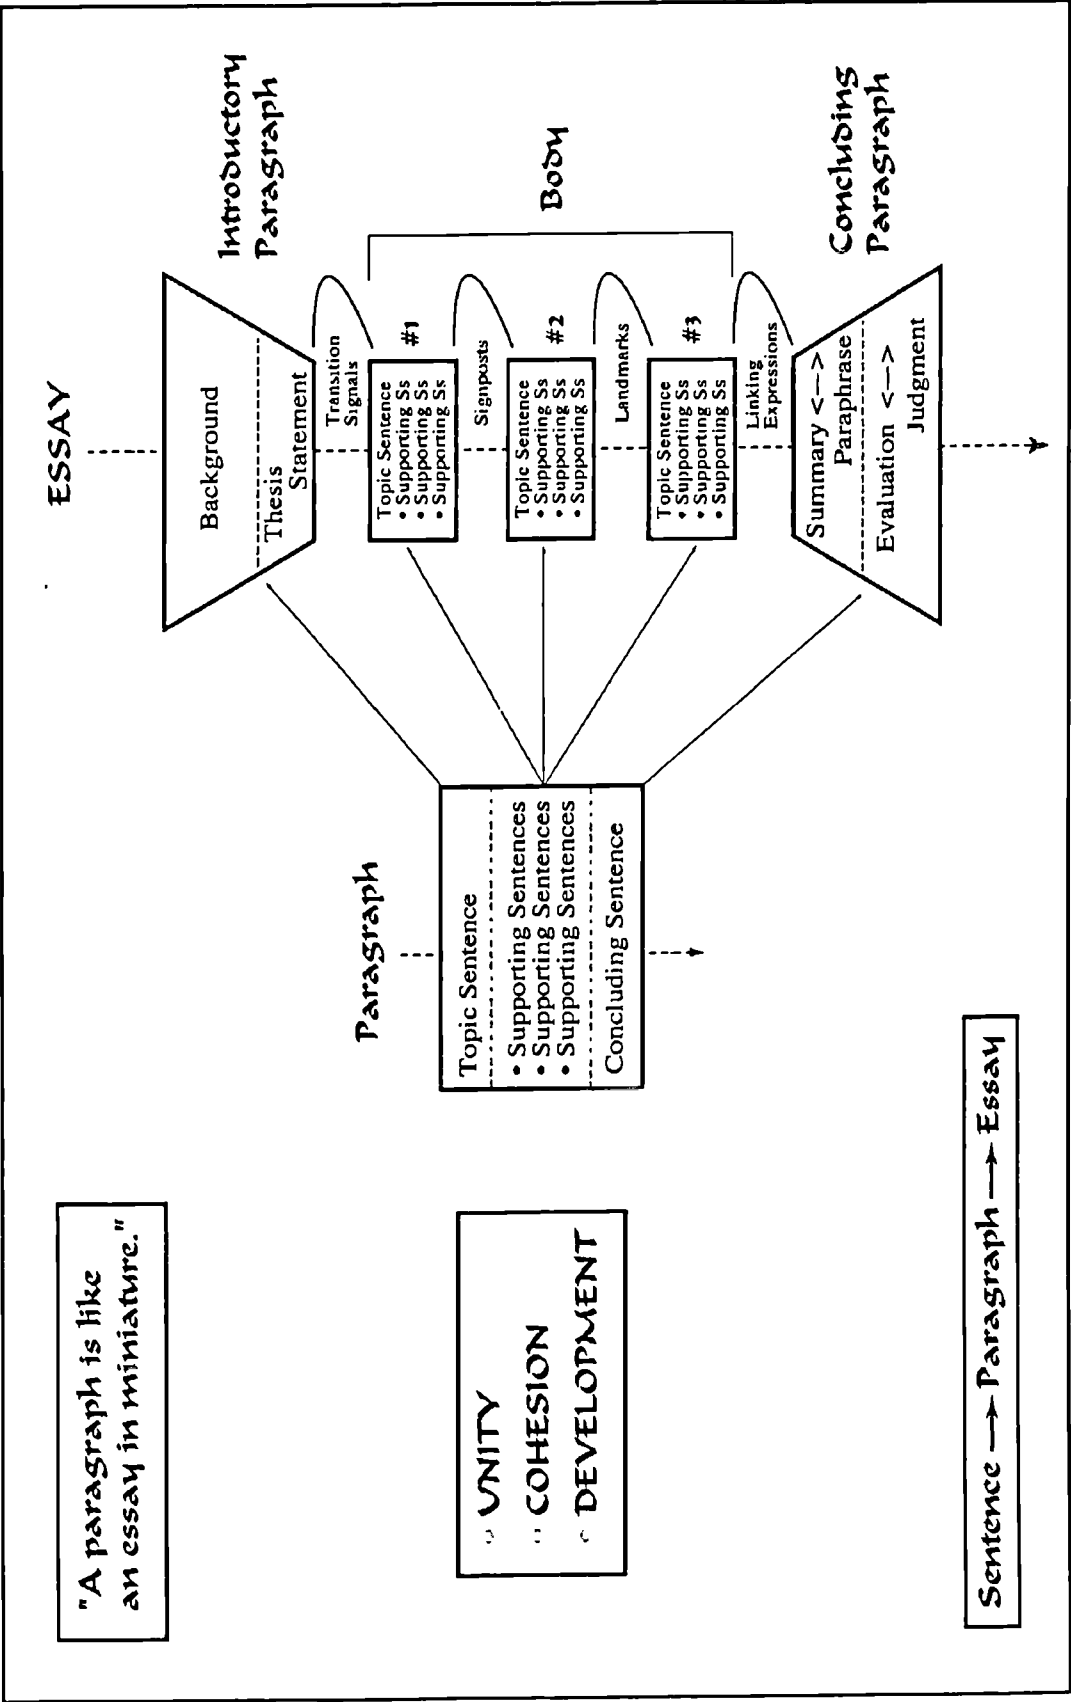 "A paragraph is like
an essay in miniature."
UNITY
COHESION
DEVELOPMENT
Sentence → Paragraph → Essay
Paragraph
Topic Sentence
• Supporting Sentences
• Supporting Sentences
• Supporting Sentences
Concluding Sentence
ESSAY
Background
Thesis
Statement
Introductory
Paragraph
Transition
Signals
Topic Sentence
• Supporting Ss
• Supporting Ss
• Supporting Ss
#1
Signposts
Topic Sentence
• Supporting Ss
• Supporting Ss
• Supporting Ss
#2
Body
Landmarks
Topic Sentence
• Supporting Ss
• Supporting Ss
• Supporting Ss
#3
Linking
Expressions
Summary <-->
Paraphrase
Evaluation <-->
Judgment
Concluding
Paragraph